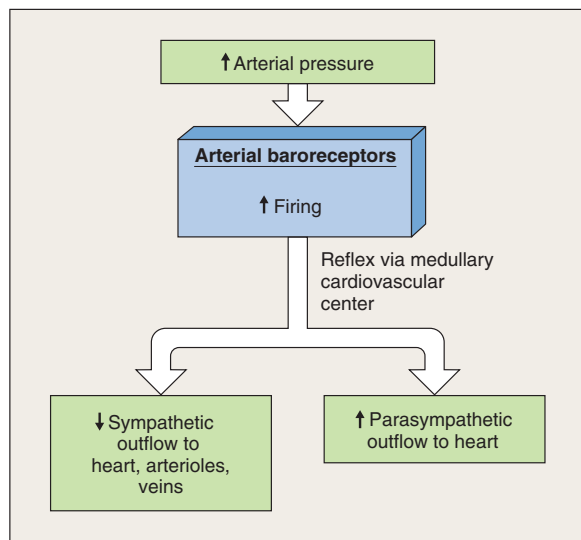 ↑ Arterial pressure
Arterial baroreceptors
↑ Firing
Reflex via medullary
cardiovascular
center
↓ Sympathetic
outflow to
heart, arterioles,
veins
↑ Parasympathetic
outflow to heart